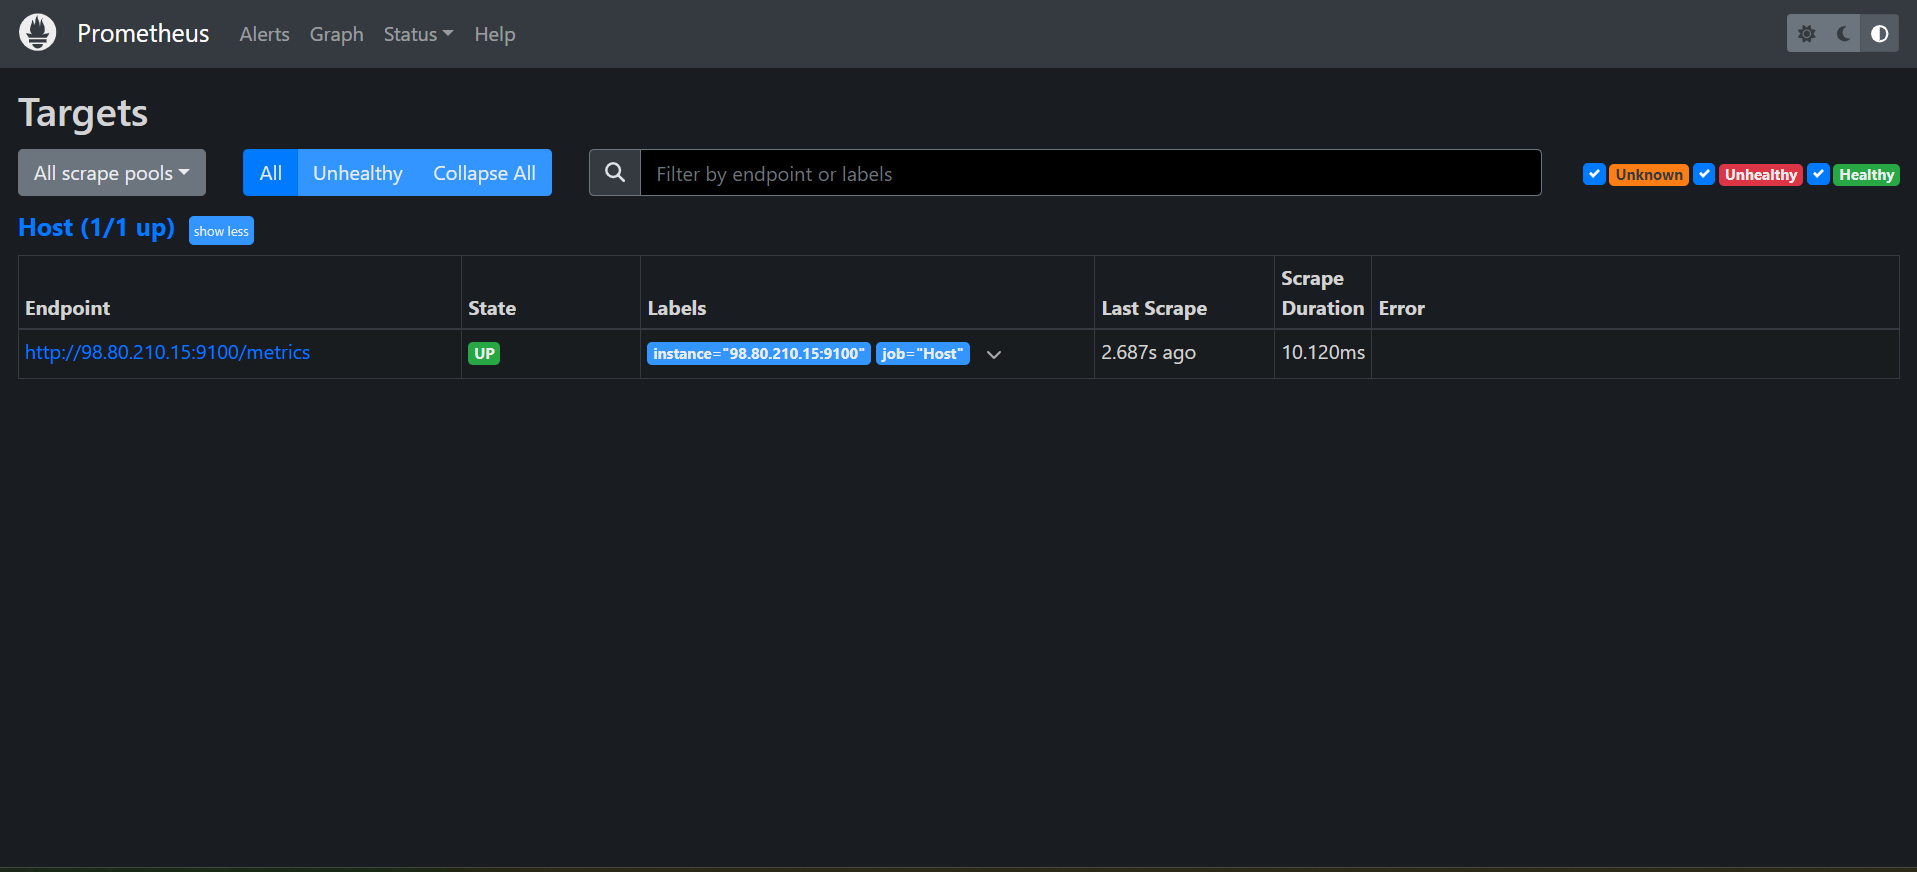 Prometheus Alerts Graph Status Help
Targets
All scrape pools All Unhealthy Collapse All Filter by endpoint or labels Unknown Unhealthy Healthy
Host (1/1 up) show less
Endpoint State Labels Last Scrape Scrape Duration Error
http://98.80.210.15:9100/metrics UP instance="98.80.210.15:9100" job="Host" 2.687s ago 10.120ms